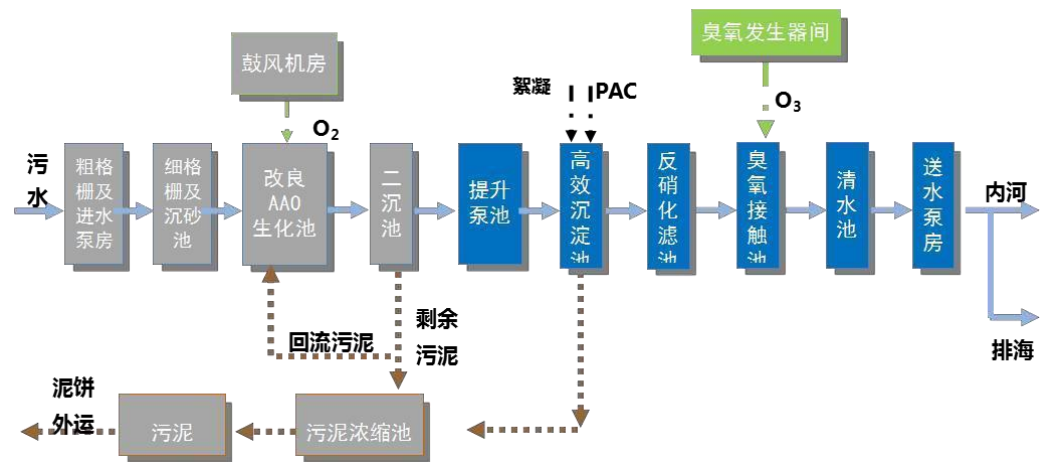 臭氧发生器间
鼓风机房
絮凝
PAC
O₂
O₃
污
水
粗格
栅及
进水
泵房
细格
栅及
沉砂
池
改良
AAO
生化池
二
沉
池
提升
泵池
高
效
沉
淀
池
反
硝
化
滤
池
臭
氧
接
触
池
清
水
池
送
水
泵
房
内河
排海
回流污泥
剩余
污泥
泥饼
外运
污泥
污泥浓缩池